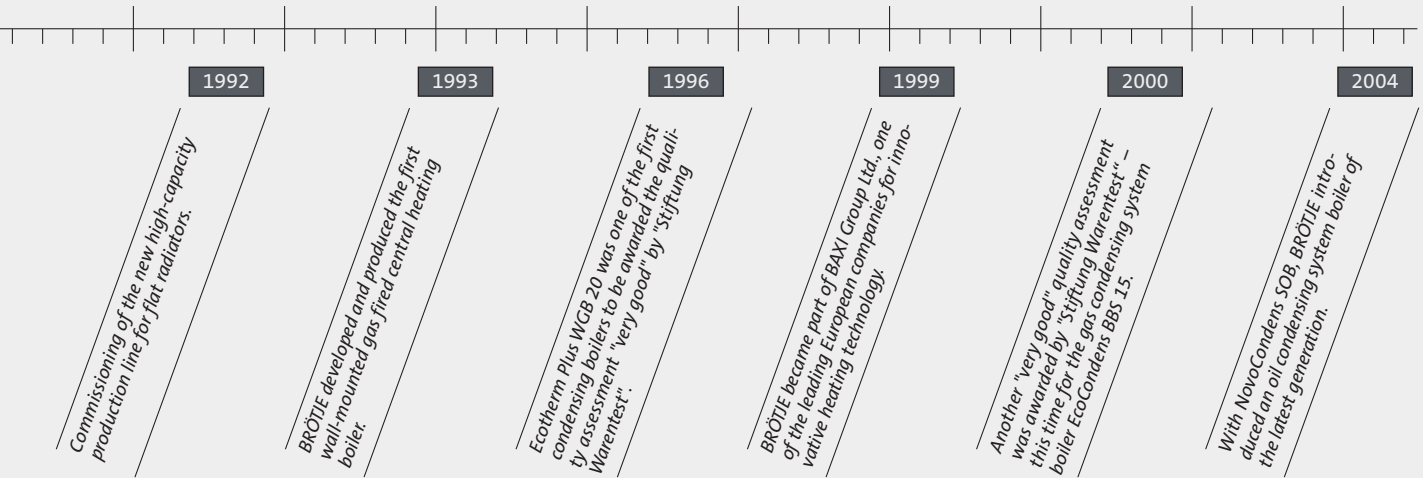 1992
Commissioning of the new high-capacity
production line for flat radiators.
1993
BRÖTJE developed and produced the first
wall-mounted gas fired central heating
boiler.
1996
Ecotherm Plus WGB 20 was one of the first
condensing boilers to be awarded the quali-
ty assessment "very good" by "Stiftung
Warentest".
1999
BRÖTJE became part of BAXI Group Ltd., one
of the leading European companies for inno-
vative heating technology.
2000
Another "very good" quality assessment
was awarded by "Stiftung Warentest“ –
this time for the gas condensing system
boiler EcoCondens BBS 15.
2004
With NovoCondens SOB, BRÖTJE intro-
duced an oil condensing system boiler of
the latest generation.